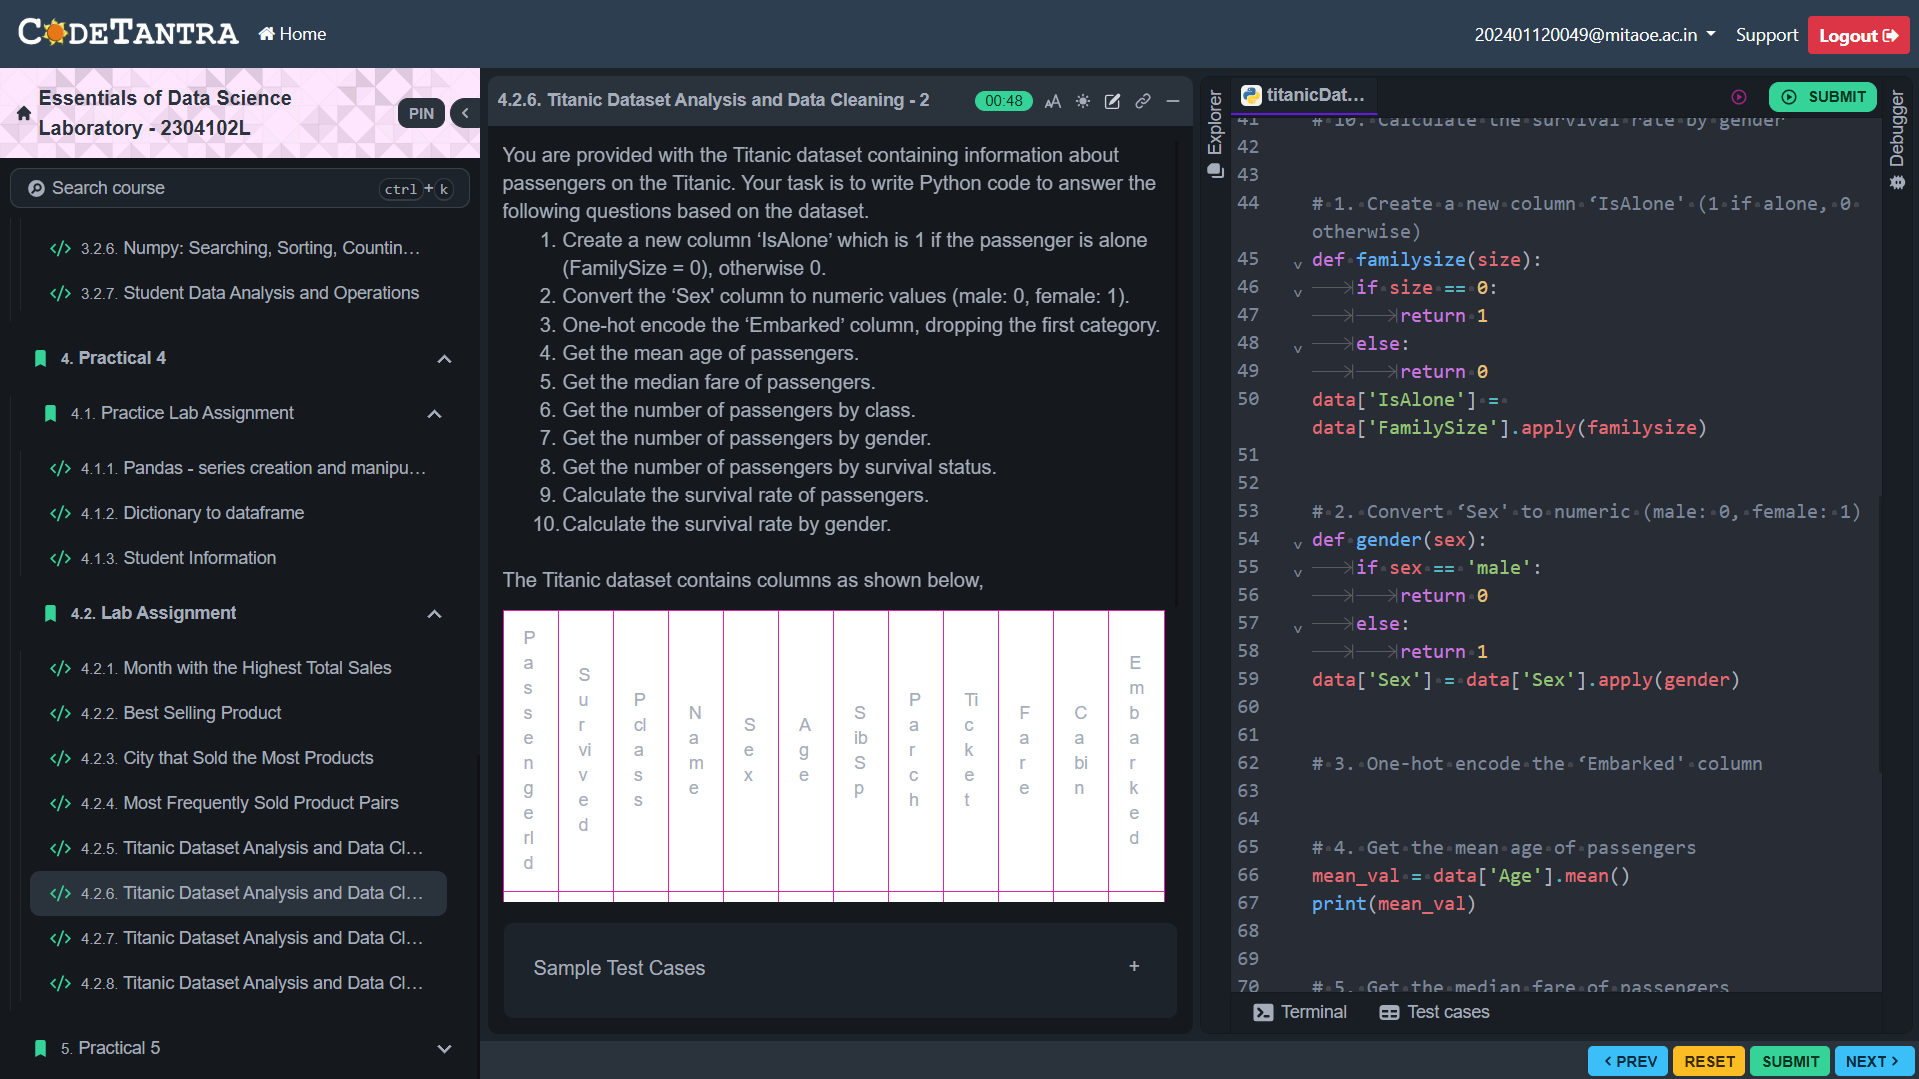 CODETANTRA
Home
202401120049@mitaoe.ac.in
Support
Logout
Essentials of Data Science
Laboratory - 2304102L
PIN
Search course
ctrl + k
3.2.6. Numpy: Searching, Sorting, Countin…
3.2.7. Student Data Analysis and Operations
4. Practical 4
4.1. Practice Lab Assignment
4.1.1. Pandas - series creation and manipu…
4.1.2. Dictionary to dataframe
4.1.3. Student Information
4.2. Lab Assignment
4.2.1. Month with the Highest Total Sales
4.2.2. Best Selling Product
4.2.3. City that Sold the Most Products
4.2.4. Most Frequently Sold Product Pairs
4.2.5. Titanic Dataset Analysis and Data Cl…
4.2.6. Titanic Dataset Analysis and Data Cl…
4.2.7. Titanic Dataset Analysis and Data Cl…
4.2.8. Titanic Dataset Analysis and Data Cl…
5. Practical 5
4.2.6. Titanic Dataset Analysis and Data Cleaning - 2
00:48
You are provided with the Titanic dataset containing information about
passengers on the Titanic. Your task is to write Python code to answer the
following questions based on the dataset.
1. Create a new column ‘IsAlone’ which is 1 if the passenger is alone
(FamilySize = 0), otherwise 0.
2. Convert the ‘Sex' column to numeric values (male: 0, female: 1).
3. One-hot encode the ‘Embarked’ column, dropping the first category.
4. Get the mean age of passengers.
5. Get the median fare of passengers.
6. Get the number of passengers by class.
7. Get the number of passengers by gender.
8. Get the number of passengers by survival status.
9. Calculate the survival rate of passengers.
10. Calculate the survival rate by gender.
The Titanic dataset contains columns as shown below,
PassengerId
Survived
Pclass
Name
Sex
Age
SibSp
Parch
Ticket
Fare
Cabin
Embarked
Sample Test Cases
+
Explorer
titanicDat...
SUBMIT
Debugger
41 # 10. Calculate the survival rate by gender
42
43
44 # 1. Create a new column ‘IsAlone' (1 if alone, 0
otherwise)
45 def familysize(size):
46 if size == 0:
47 return 1
48 else:
49 return 0
50 data['IsAlone'] =
data['FamilySize'].apply(familysize)
51
52
53 # 2. Convert ‘Sex' to numeric (male: 0, female: 1)
54 def gender(sex):
55 if sex == 'male':
56 return 0
57 else:
58 return 1
59 data['Sex'] = data['Sex'].apply(gender)
60
61
62 # 3. One-hot encode the ‘Embarked' column
63
64
65 # 4. Get the mean age of passengers
66 mean_val = data['Age'].mean()
67 print(mean_val)
68
69
70 # 5. Get the median fare of passengers
Terminal
Test cases
< PREV
RESET
SUBMIT
NEXT >